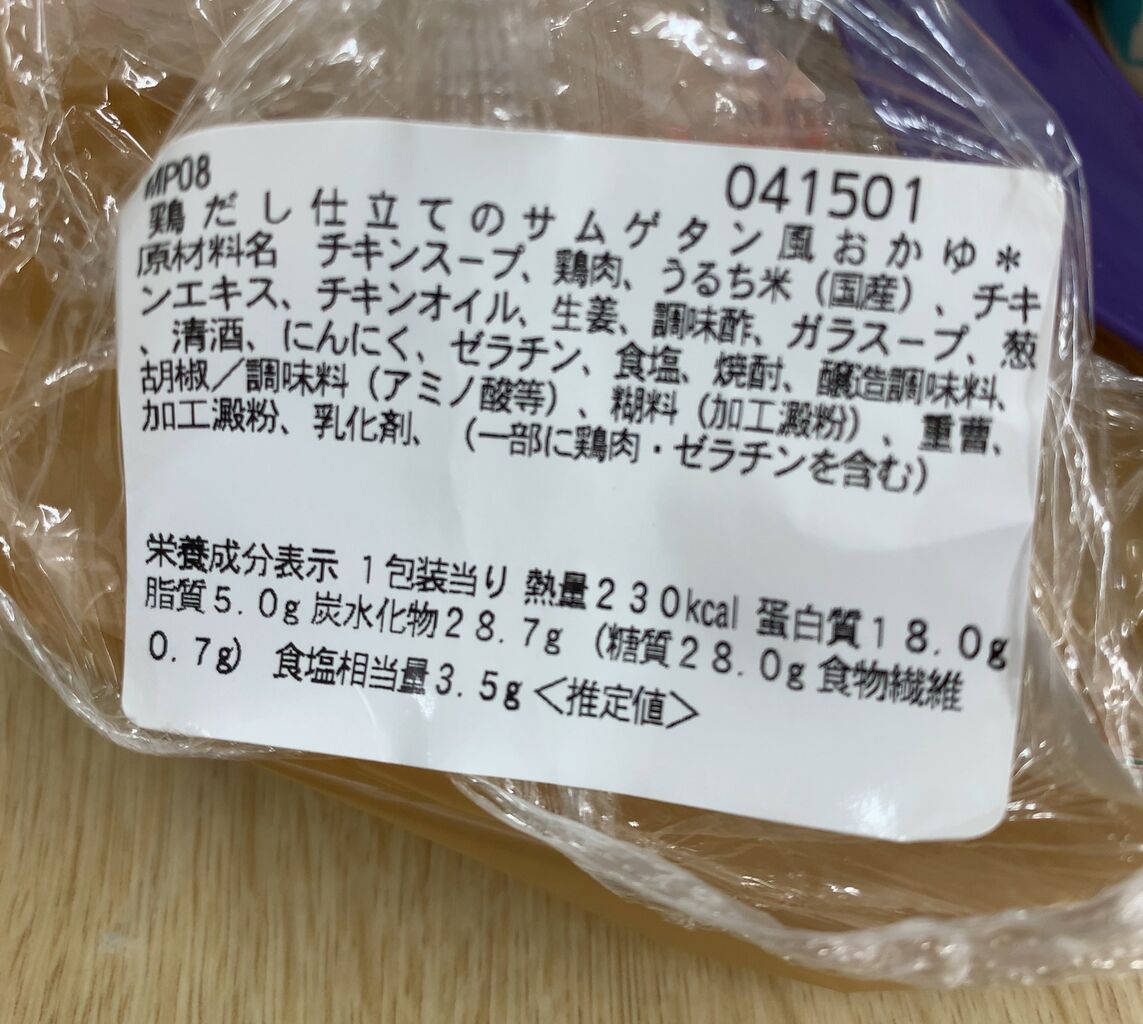 MP08
041501
鶏だし仕立てのサムゲタン風おかゆ＊
原材料名　チキンスープ、鶏肉、うるち米（国産）、チキ
ンエキス、チキンオイル、生姜、調味酢、ガラスープ、葱
、清酒、にんにく、ゼラチン、食塩、焼酎、醸造調味料、
胡椒／調味料（アミノ酸等）、糊料（加工澱粉）、重曹、
加工澱粉、乳化剤、（一部に鶏肉・ゼラチンを含む）
栄養成分表示 １包装当り 熱量２３０kcal 蛋白質１８.０g
脂質５.０g 炭水化物２８.７g （糖質２８.０g 食物繊維
０.７g） 食塩相当量３.５g＜推定値＞